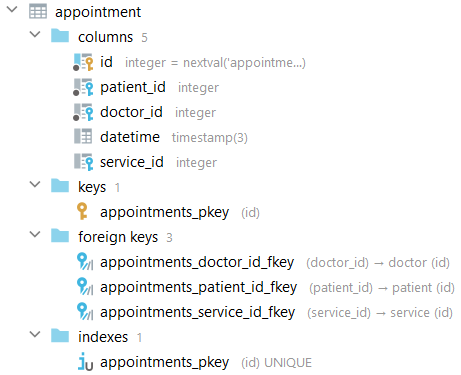 appointment
columns 5
id integer = nextval('appointme...)
patient_id integer
doctor_id integer
datetime timestamp(3)
service_id integer
keys 1
appointments_pkey (id)
foreign keys 3
appointments_doctor_id_fkey (doctor_id) → doctor (id)
appointments_patient_id_fkey (patient_id) → patient (id)
appointments_service_id_fkey (service_id) → service (id)
indexes 1
appointments_pkey (id) UNIQUE